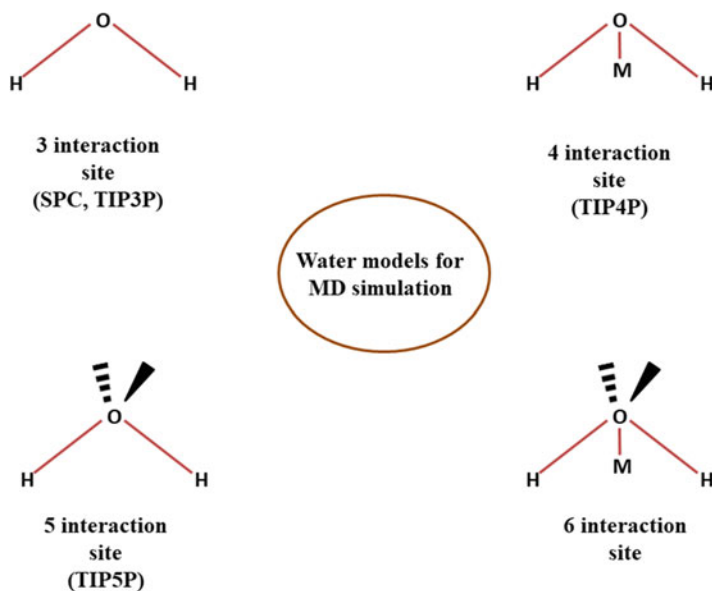 O
H H
3 interaction
site
(SPC, TIP3P)
O
M
H H
4 interaction
site
(TIP4P)
Water models for
MD simulation
O
H H
5 interaction
site
(TIP5P)
O
M
H H
6 interaction
site